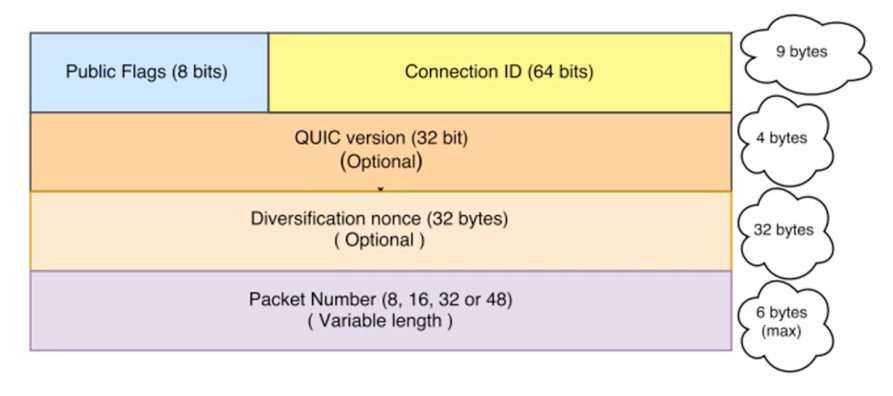 Public Flags (8 bits)
Connection ID (64 bits)
9 bytes
QUIC version (32 bit)
(Optional)
4 bytes
Diversification nonce (32 bytes)
( Optional )
32 bytes
Packet Number (8, 16, 32 or 48)
( Variable length )
6 bytes
(max)